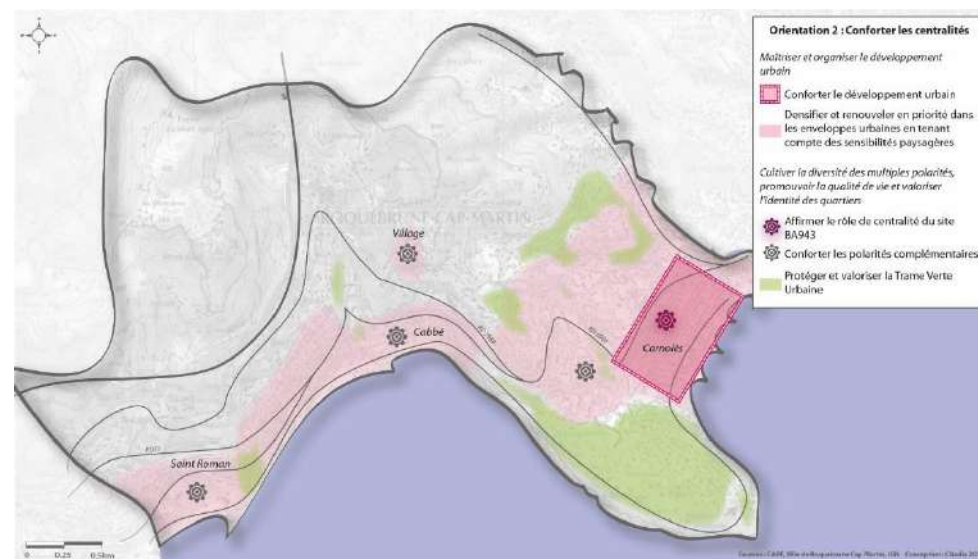 Orientation 2 : Conforter les centralités
Maîtriser et organiser le développement
urbain
Conforter le développement urbain
Densifier et renouveler en priorité dans
les enveloppes urbaines en tenant
compte des sensibilités paysagères
Cultiver la diversité des multiples polarités,
promouvoir la qualité de vie et valoriser
l'identité des quartiers
Affirmer le rôle de centralité du site
BA943
Conforter les polarités complémentaires
Protéger et valoriser la Trame Verte
Urbaine
ROQUEBRUNE-CAP-MARTIN
Village
Cabbé
Carnolès
Saint Roman
0 0.25 0.5km